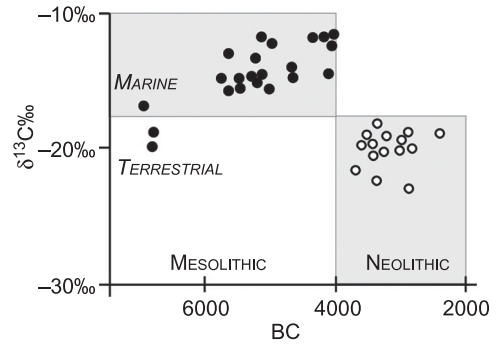 –10‰
MARINE
δ13C‰
–20‰
TERRESTRIAL
MESOLITHIC
NEOLITHIC
–30‰
6000
4000
2000
BC